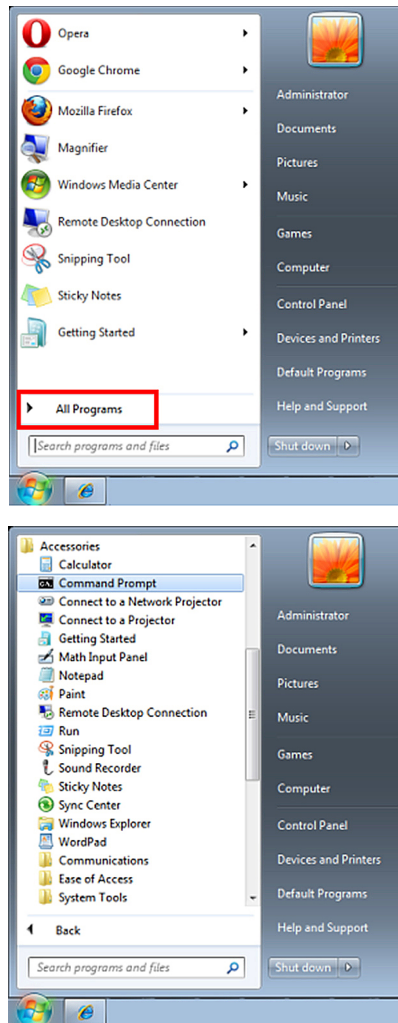 Opera
Google Chrome
Mozilla Firefox
Magnifier
Windows Media Center
Remote Desktop Connection
Snipping Tool
Sticky Notes
Getting Started
All Programs
Search programs and files
Administrator
Documents
Pictures
Music
Games
Computer
Control Panel
Devices and Printers
Default Programs
Help and Support
Shut down
Accessories
Calculator
Command Prompt
Connect to a Network Projector
Connect to a Projector
Getting Started
Math Input Panel
Notepad
Paint
Remote Desktop Connection
Run
Snipping Tool
Sound Recorder
Sticky Notes
Sync Center
Windows Explorer
WordPad
Communications
Ease of Access
System Tools
Back
Search programs and files
Administrator
Documents
Pictures
Music
Games
Computer
Control Panel
Devices and Printers
Default Programs
Help and Support
Shut down